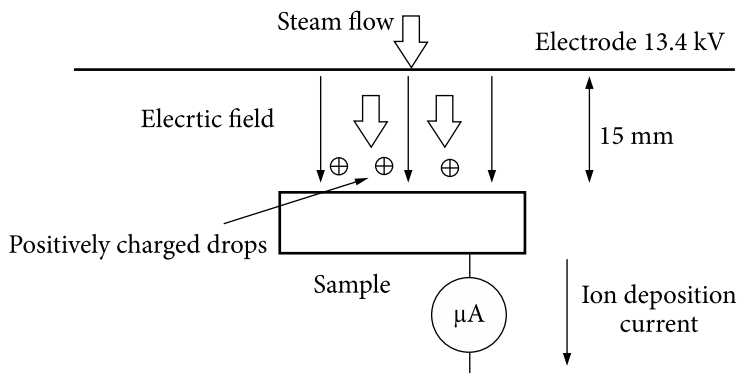 Steam flow
Electrode 13.4 kV
Elecrtic field
15 mm
Positively charged drops
Sample
μA
Ion deposition
current